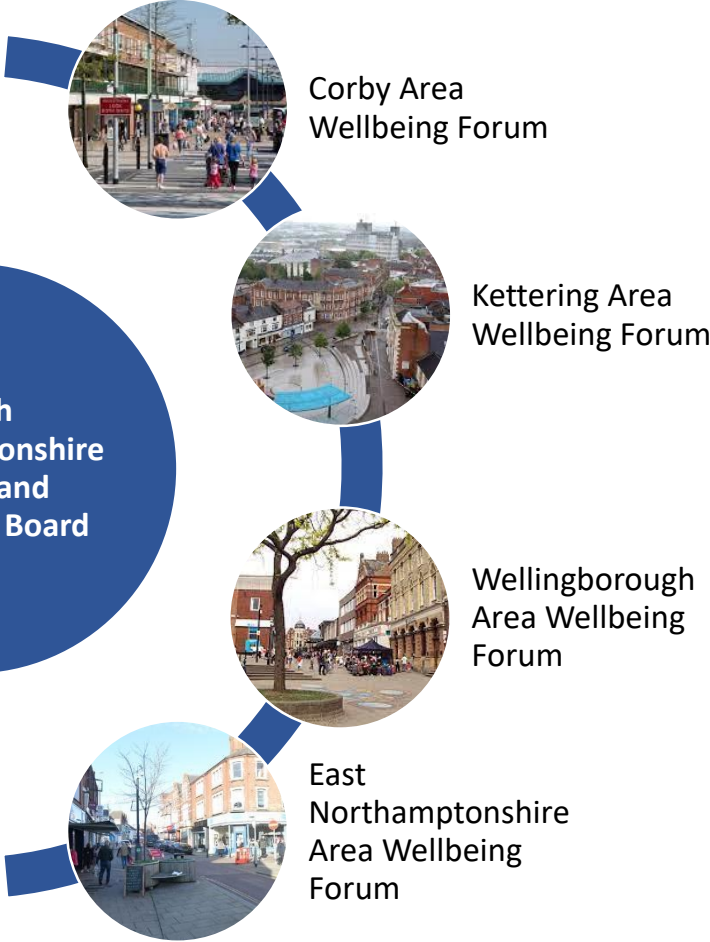 Corby Area
Wellbeing Forum
Kettering Area
Wellbeing Forum
onshire
and
Board
Wellingborough
Area Wellbeing
Forum
East
Northamptonshire
Area Wellbeing
Forum